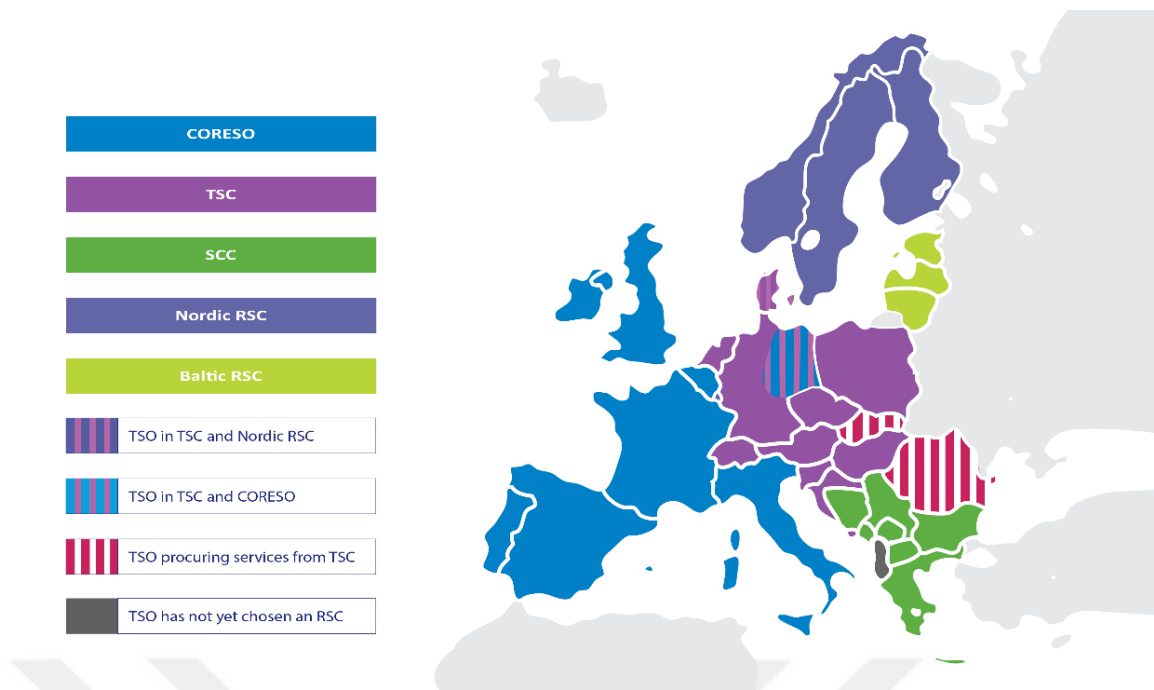 CORESO
TSC
SCC
Nordic RSC
Baltic RSC
TSO in TSC and Nordic RSC
TSO in TSC and CORESO
TSO procuring services from TSC
TSO has not yet chosen an RSC